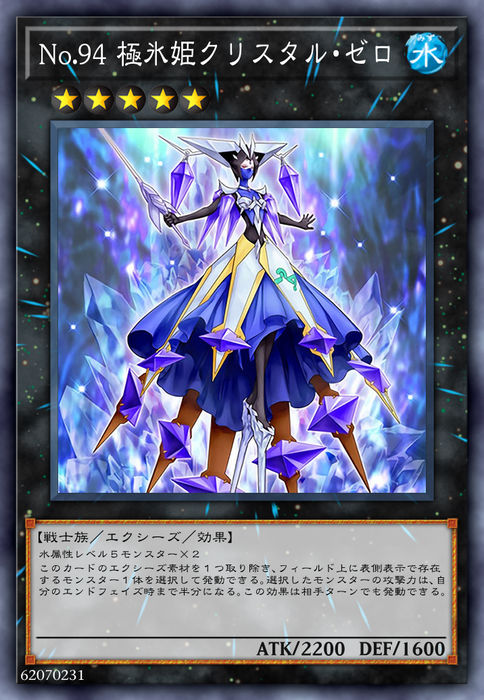 No.94 極氷姫クリスタル・ゼロ
みず
水
【戦士族／エクシーズ／効果】
水属性レベル５モンスター×２
このカードのエクシーズ素材を１つ取り除き、フィールド上に表側表示で存在
するモンスター１体を選択して発動できる。選択したモンスターの攻撃力は、自
分のエンドフェイズ時まで半分になる。この効果は相手ターンでも発動できる。
ATK/2200 DEF/1600
62070231